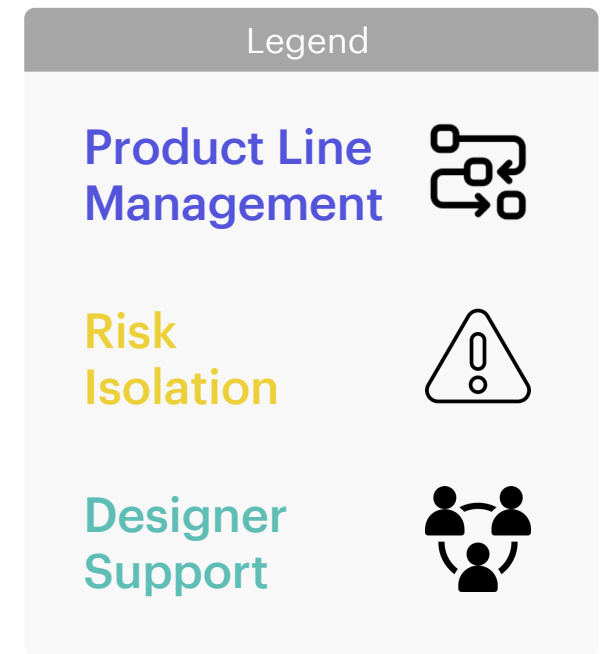 Legend
Product Line
Management
Risk
Isolation
Designer
Support